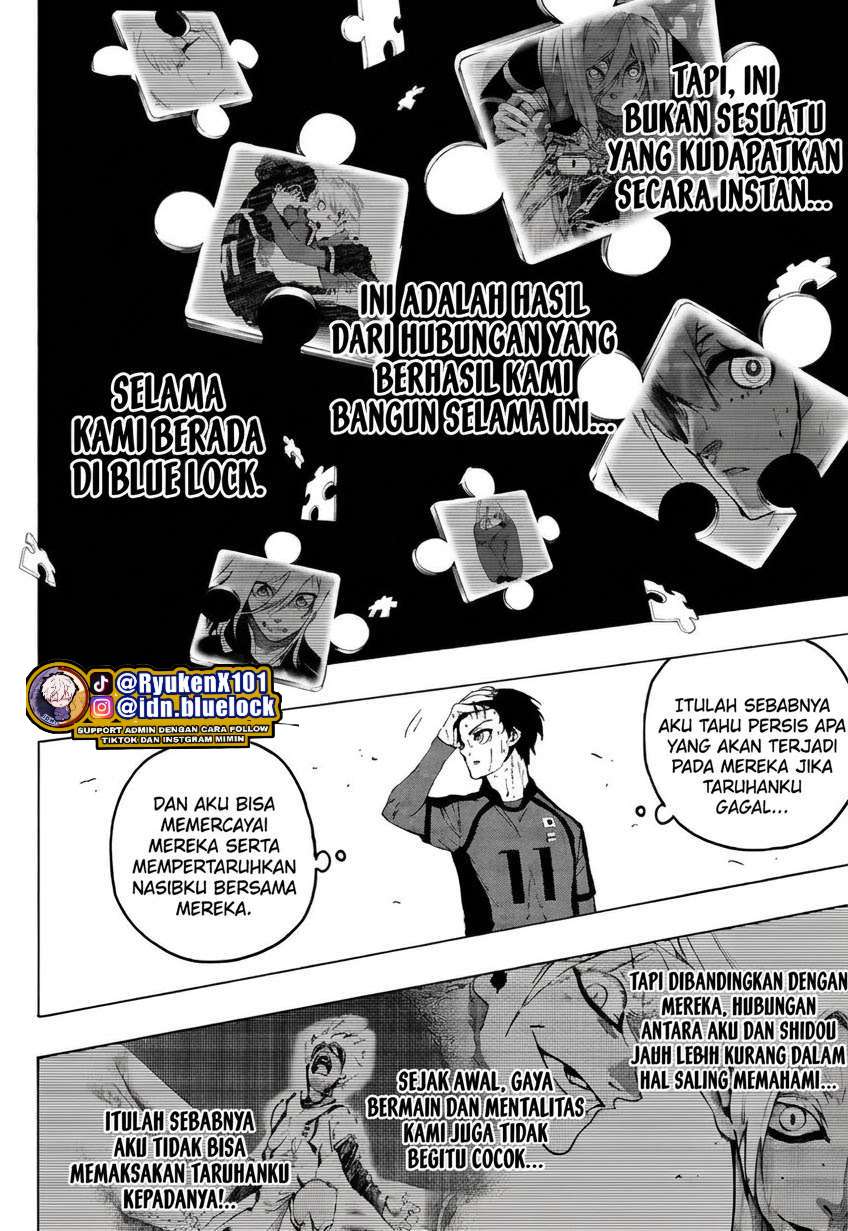 TAPI, INI
BUKAN SESUATU
YANG KUDAPATKAN
SECARA INSTAN...
INI ADALAH HASIL
DARI HUBUNGAN YANG
BERHASIL KAMI
BANGUN SELAMA INI...
SELAMA
KAMI BERADA
DI BLUE LOCK.
@RyukenX101
@idn.bluelock
SUPPORT ADMIN DENGAN CARA FOLLOW
TIKTOK DAN INSTGRAM MIMIN
ITULAH SEBABNYA
AKU TAHU PERSIS APA
YANG AKAN TERJADI
PADA MEREKA JIKA
TARUHANKU
GAGAL...
11
DAN AKU BISA
MEMERCAYAI
MEREKA SERTA
MEMPERTARUHKAN
NASIBKU BERSAMA
MEREKA.
TAPI DIBANDINGKAN DENGAN
MEREKA, HUBUNGAN
ANTARA AKU DAN SHIDOU
JAUH LEBIH KURANG DALAM
HAL SALING MEMAHAMI...
SEJAK AWAL, GAYA
BERMAIN DAN MENTALITAS
KAMI JUGA TIDAK
BEGITU COCOK...
ITULAH SEBABNYA
AKU TIDAK BISA
MEMAKSAKAN TARUHANKU
KEPADANYA!..